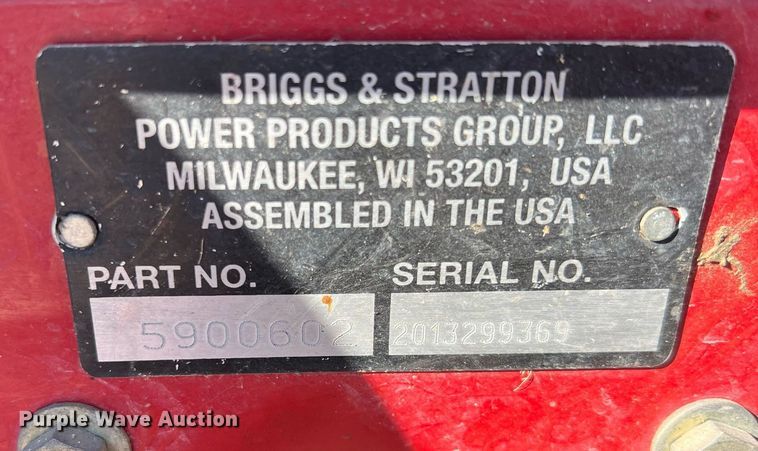 BRIGGS & STRATTON
POWER PRODUCTS GROUP, LLC
MILWAUKEE, WI 53201, USA
ASSEMBLED IN THE USA
PART NO. SERIAL NO.
5900602 2013299369
Purple Wave Auction